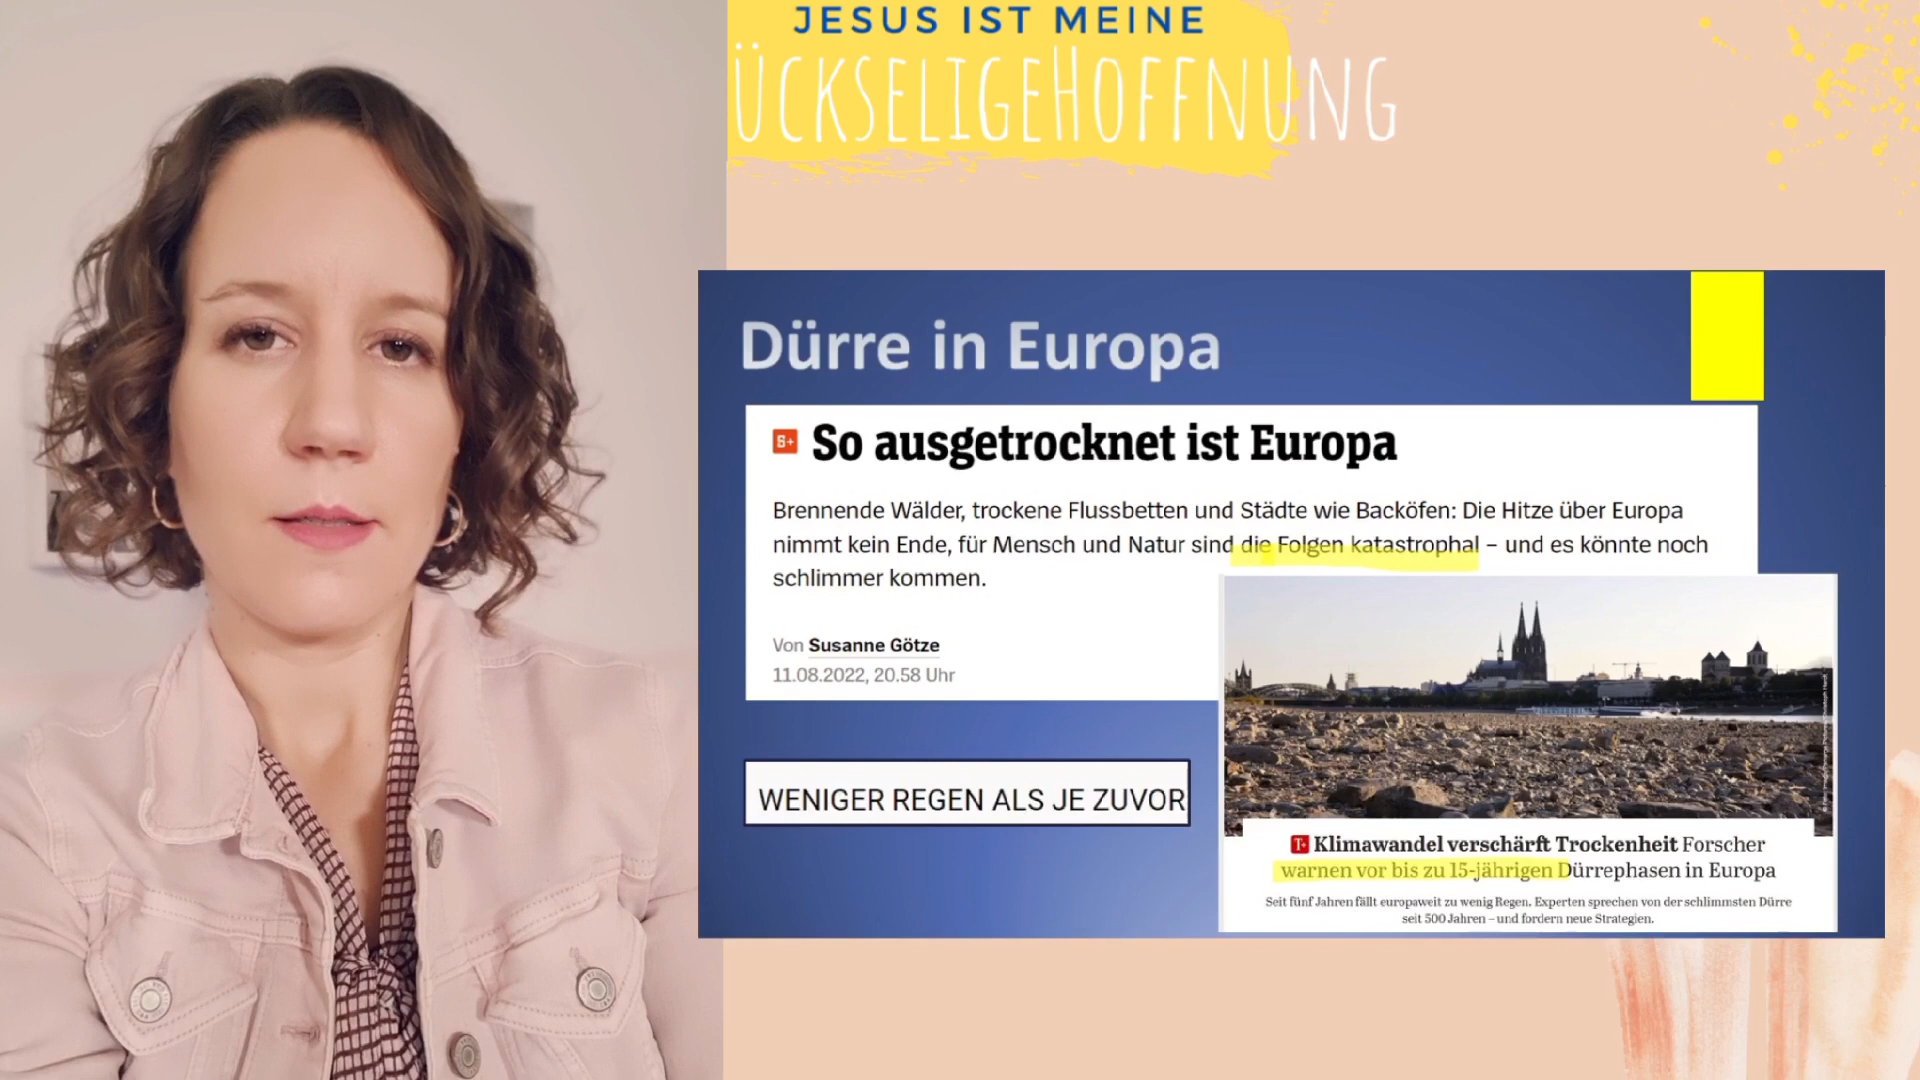 JESUS IST MEINE
ÜCKSELIGEHOFFNUNG
Dürre in Europa
S+ So ausgetrocknet ist Europa
Brennende Wälder, trockene Flussbetten und Städte wie Backöfen: Die Hitze über Europa
nimmt kein Ende, für Mensch und Natur sind die Folgen katastrophal – und es könnte noch
schlimmer kommen.
Von Susanne Götze
11.08.2022, 20.58 Uhr
WENIGER REGEN ALS JE ZUVOR
T+ Klimawandel verschärft Trockenheit Forscher
warnen vor bis zu 15-jährigen Dürrephasen in Europa
Seit fünf Jahren fällt europaweit zu wenig Regen. Experten sprechen von der schlimmsten Dürre
seit 500 Jahren – und fordern neue Strategien.